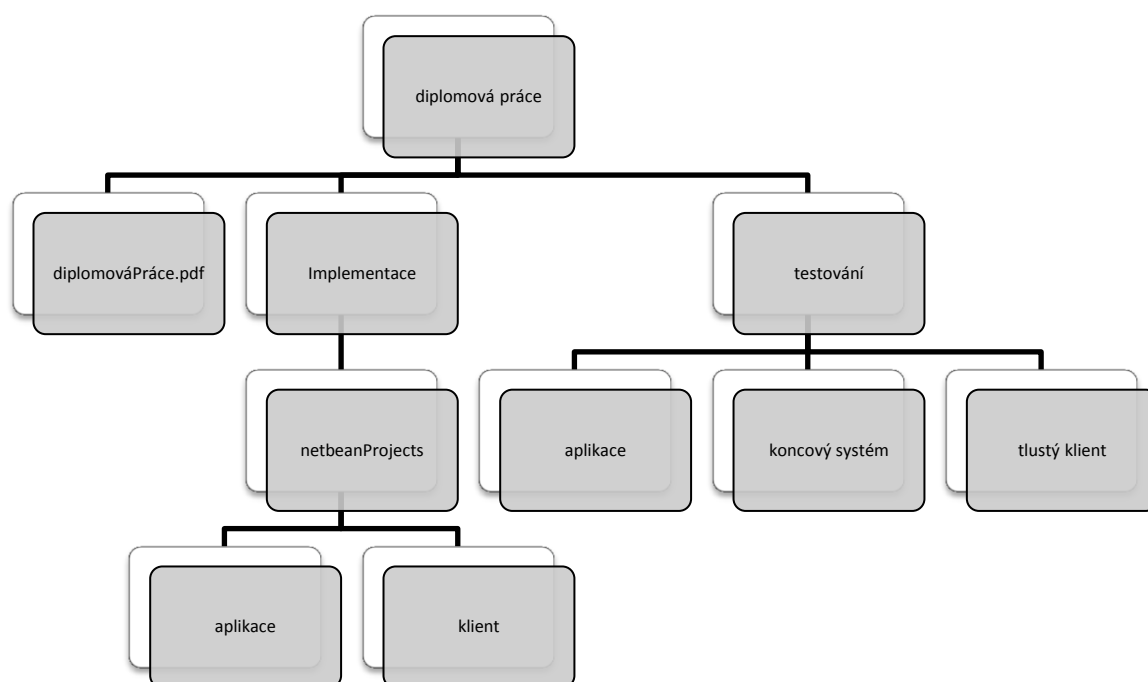 diplomová práce
diplomováPráce.pdf
Implementace
testování
netbeanProjects
aplikace
koncový systém
tlustý klient
aplikace
klient